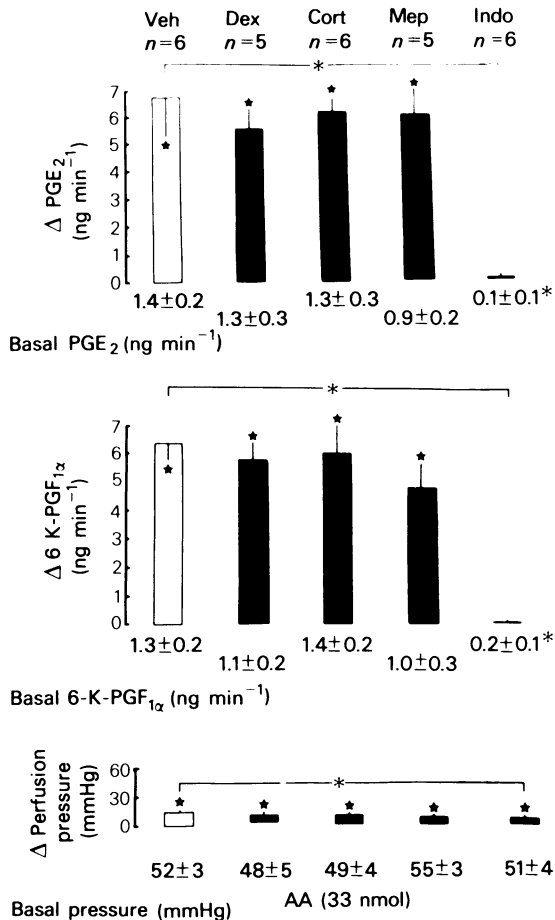 Veh Dex Cort Mep Indo
n=6 n=5 n=6 n=5 n=6
*
7
6
5
4
3
2
1
0
Δ PGE2
(ng min−1)
1.4±0.2 1.3±0.3 1.3±0.3 0.9±0.2 0.1±0.1*
Basal PGE2 (ng min−1)
*
7
6
5
4
3
2
1
0
Δ 6 K-PGF1α
(ng min−1)
1.3±0.2 1.1±0.2 1.4±0.2 1.0±0.3 0.2±0.1*
Basal 6-K-PGF1α (ng min−1)
*
60
30
0
Δ Perfusion
pressure
(mmHg)
52±3 48±5 49±4 55±3 51±4
Basal pressure (mmHg) AA (33 nmol)